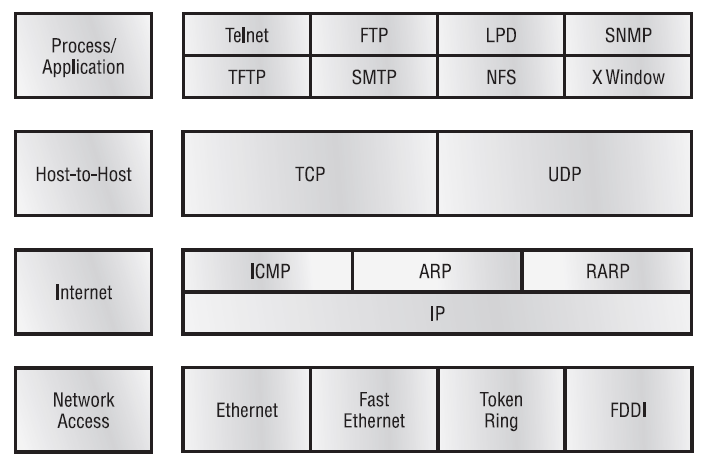 Process/
Application
Telnet FTP LPD SNMP
TFTP SMTP NFS X Window
Host-to-Host TCP UDP
Internet
ICMP ARP RARP
IP
Network
Access
Ethernet
Fast
Ethernet
Token
Ring
FDDI